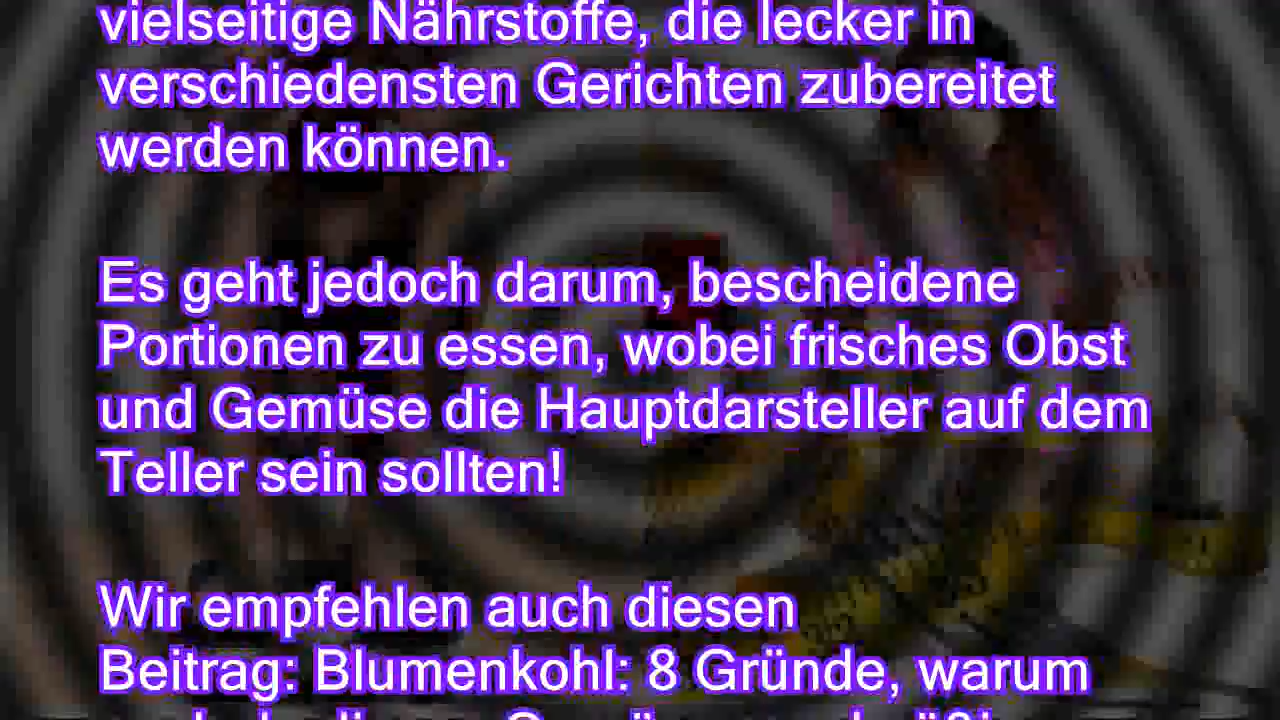 vielseitige Nährstoffe, die lecker in
verschiedensten Gerichten zubereitet
werden können.
Es geht jedoch darum, bescheidene
Portionen zu essen, wobei frisches Obst
und Gemüse die Hauptdarsteller auf dem
Teller sein sollten!
Wir empfehlen auch diesen
Beitrag: Blumenkohl: 8 Gründe, warum